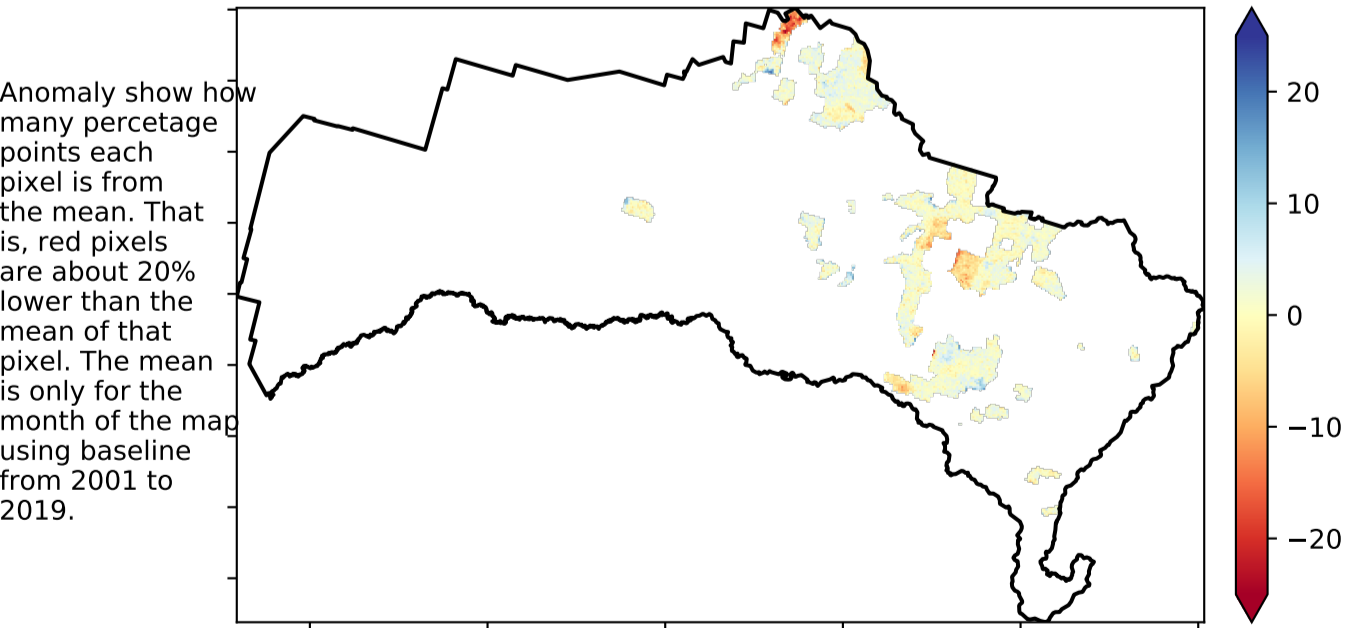 Anomaly show how
many percetage
points each
pixel is from
the mean. That
is, red pixels
are about 20%
lower than the
mean of that
pixel. The mean
is only for the
month of the map
using baseline
from 2001 to
2019.
20
10
0
−10
−20